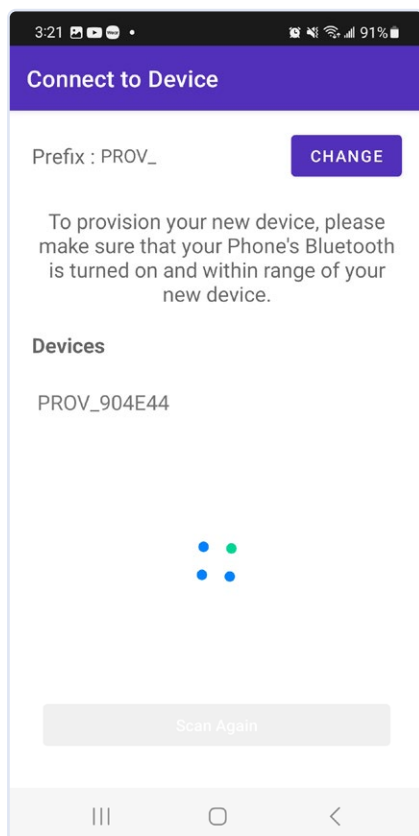 3:21
91%
Connect to Device
Prefix : PROV_
CHANGE
To provision your new device, please
make sure that your Phone's Bluetooth
is turned on and within range of your
new device.
Devices
PROV_904E44
Scan Again